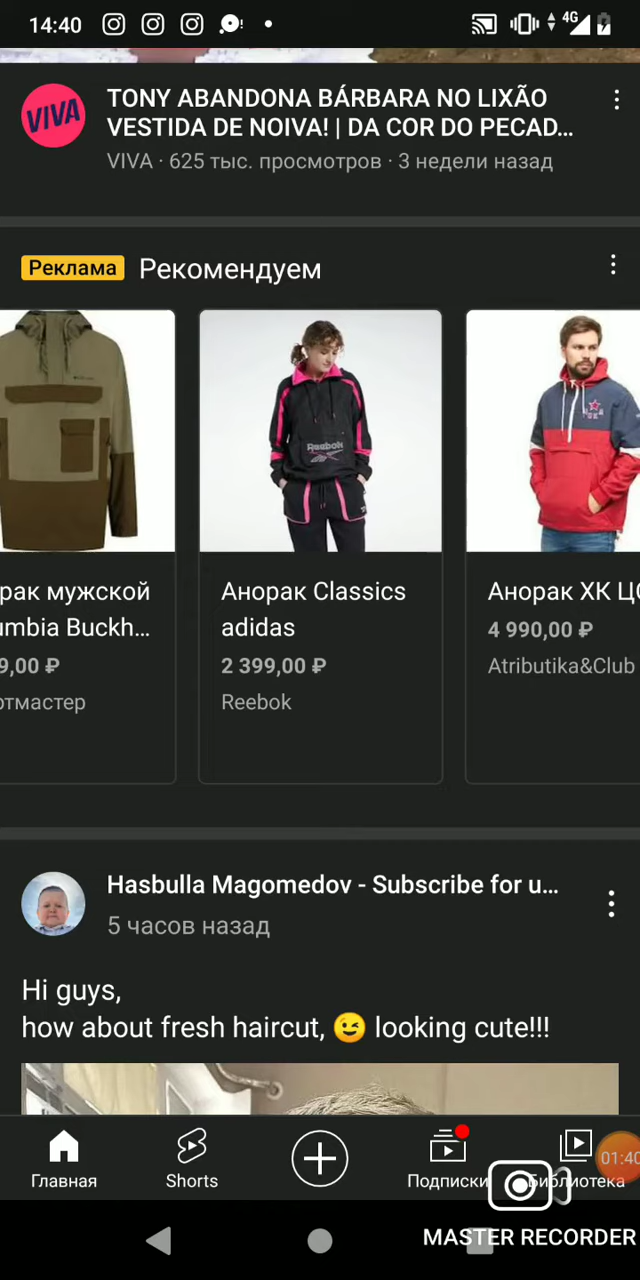 14:40
4G
VIVA
TONY ABANDONA BÁRBARA NO LIXÃO
VESTIDA DE NOIVA! | DA COR DO PECAD...
VIVA · 625 тыс. просмотров · 3 недели назад
Реклама Рекомендуем
Reebok
рак мужской
umbia Buckh...
9,00 ₽
ртмастер
Анорак Classics
adidas
2 399,00 ₽
Reebok
Анорак ХК ЦС
4 990,00 ₽
Atributika&Club
Hasbulla Magomedov - Subscribe for u...
5 часов назад
Hi guys,
how about fresh haircut, 😉 looking cute!!!
Главная
Shorts
Подписки
Библиотека
01:40
MASTER RECORDER